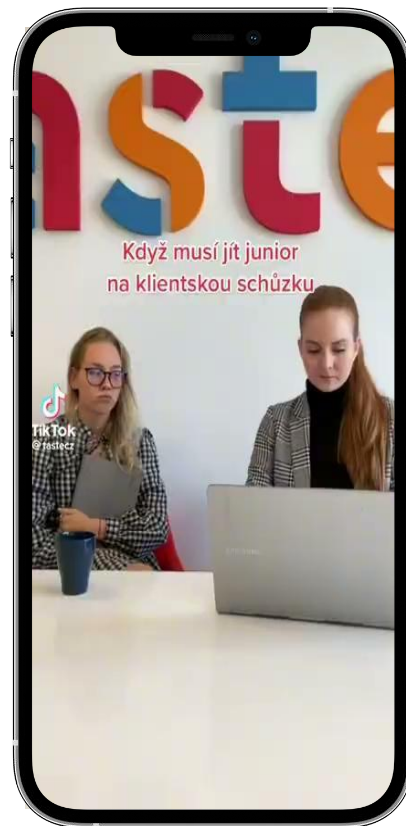 aste
Když musí jít junior
na klientskou schůzku
TikTok
@tastecz